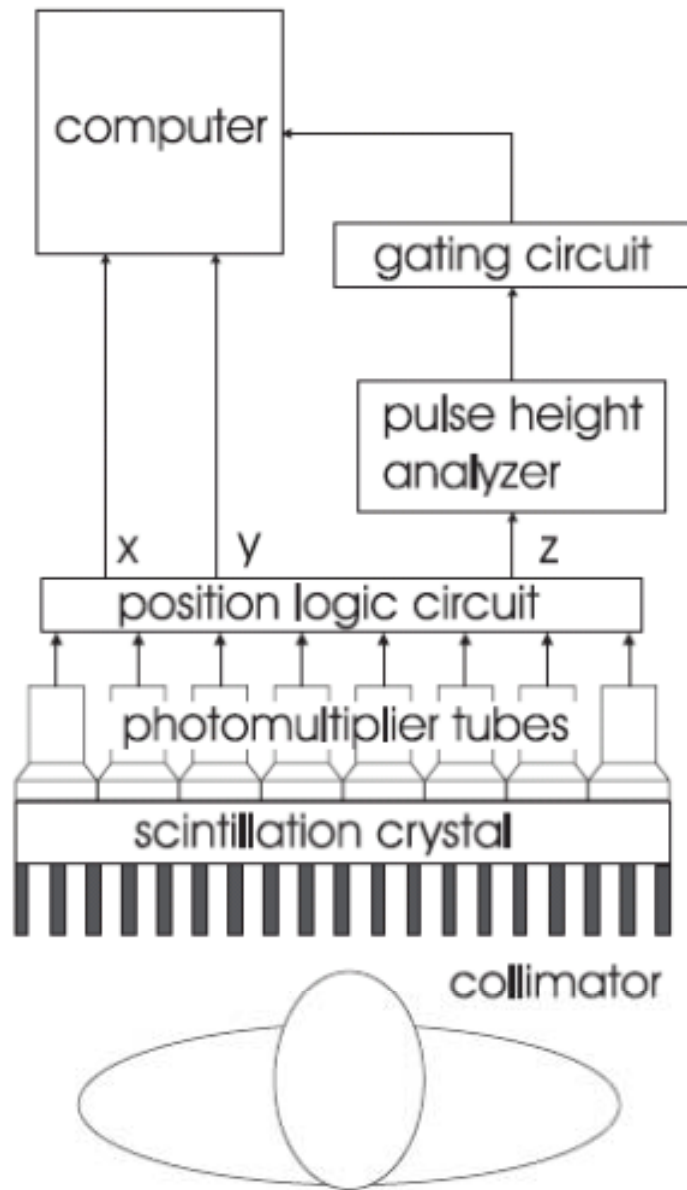 computer
gating circuit
pulse height
analyzer
x y z
position logic circuit
photomultiplier tubes
scintillation crystal
collimator